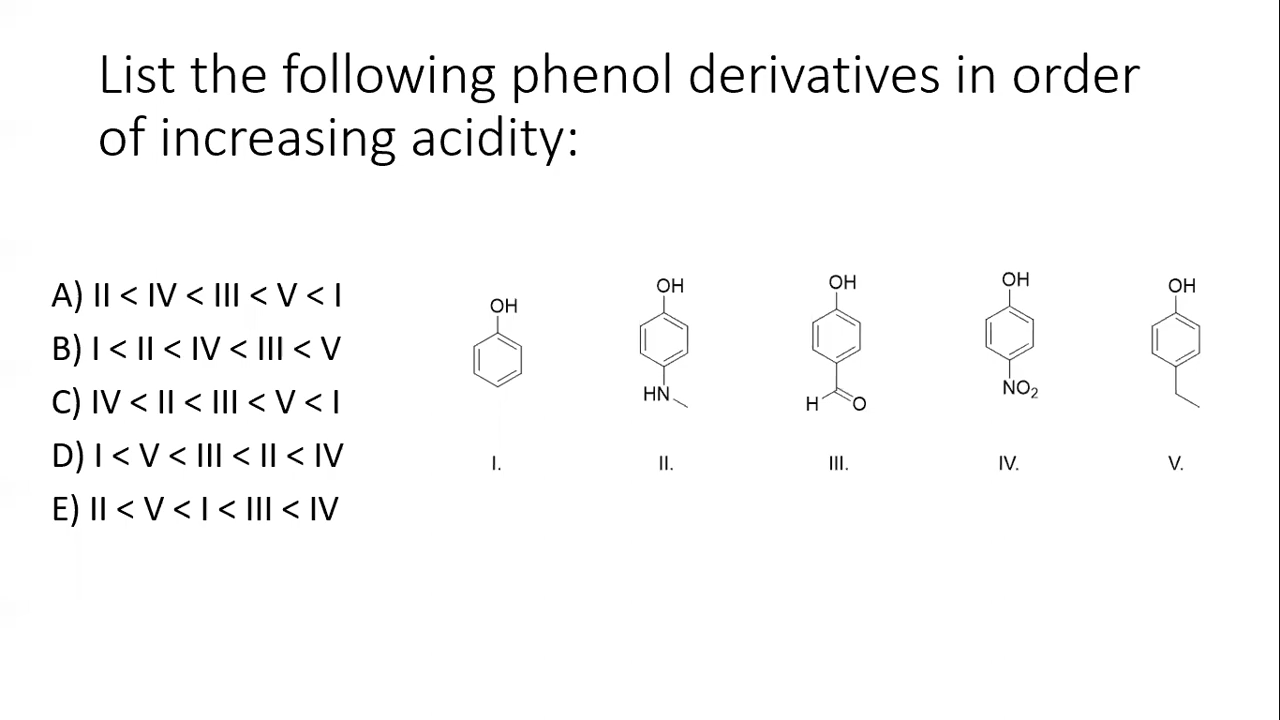 List the following phenol derivatives in order
of increasing acidity:
A) II < IV < III < V < I
B) I < II < IV < III < V
C) IV < II < III < V < I
D) I < V < III < II < IV
E) II < V < I < III < IV
OH
OH
OH
OH
OH
HN
H
O
NO₂
I.
II.
III.
IV.
V.